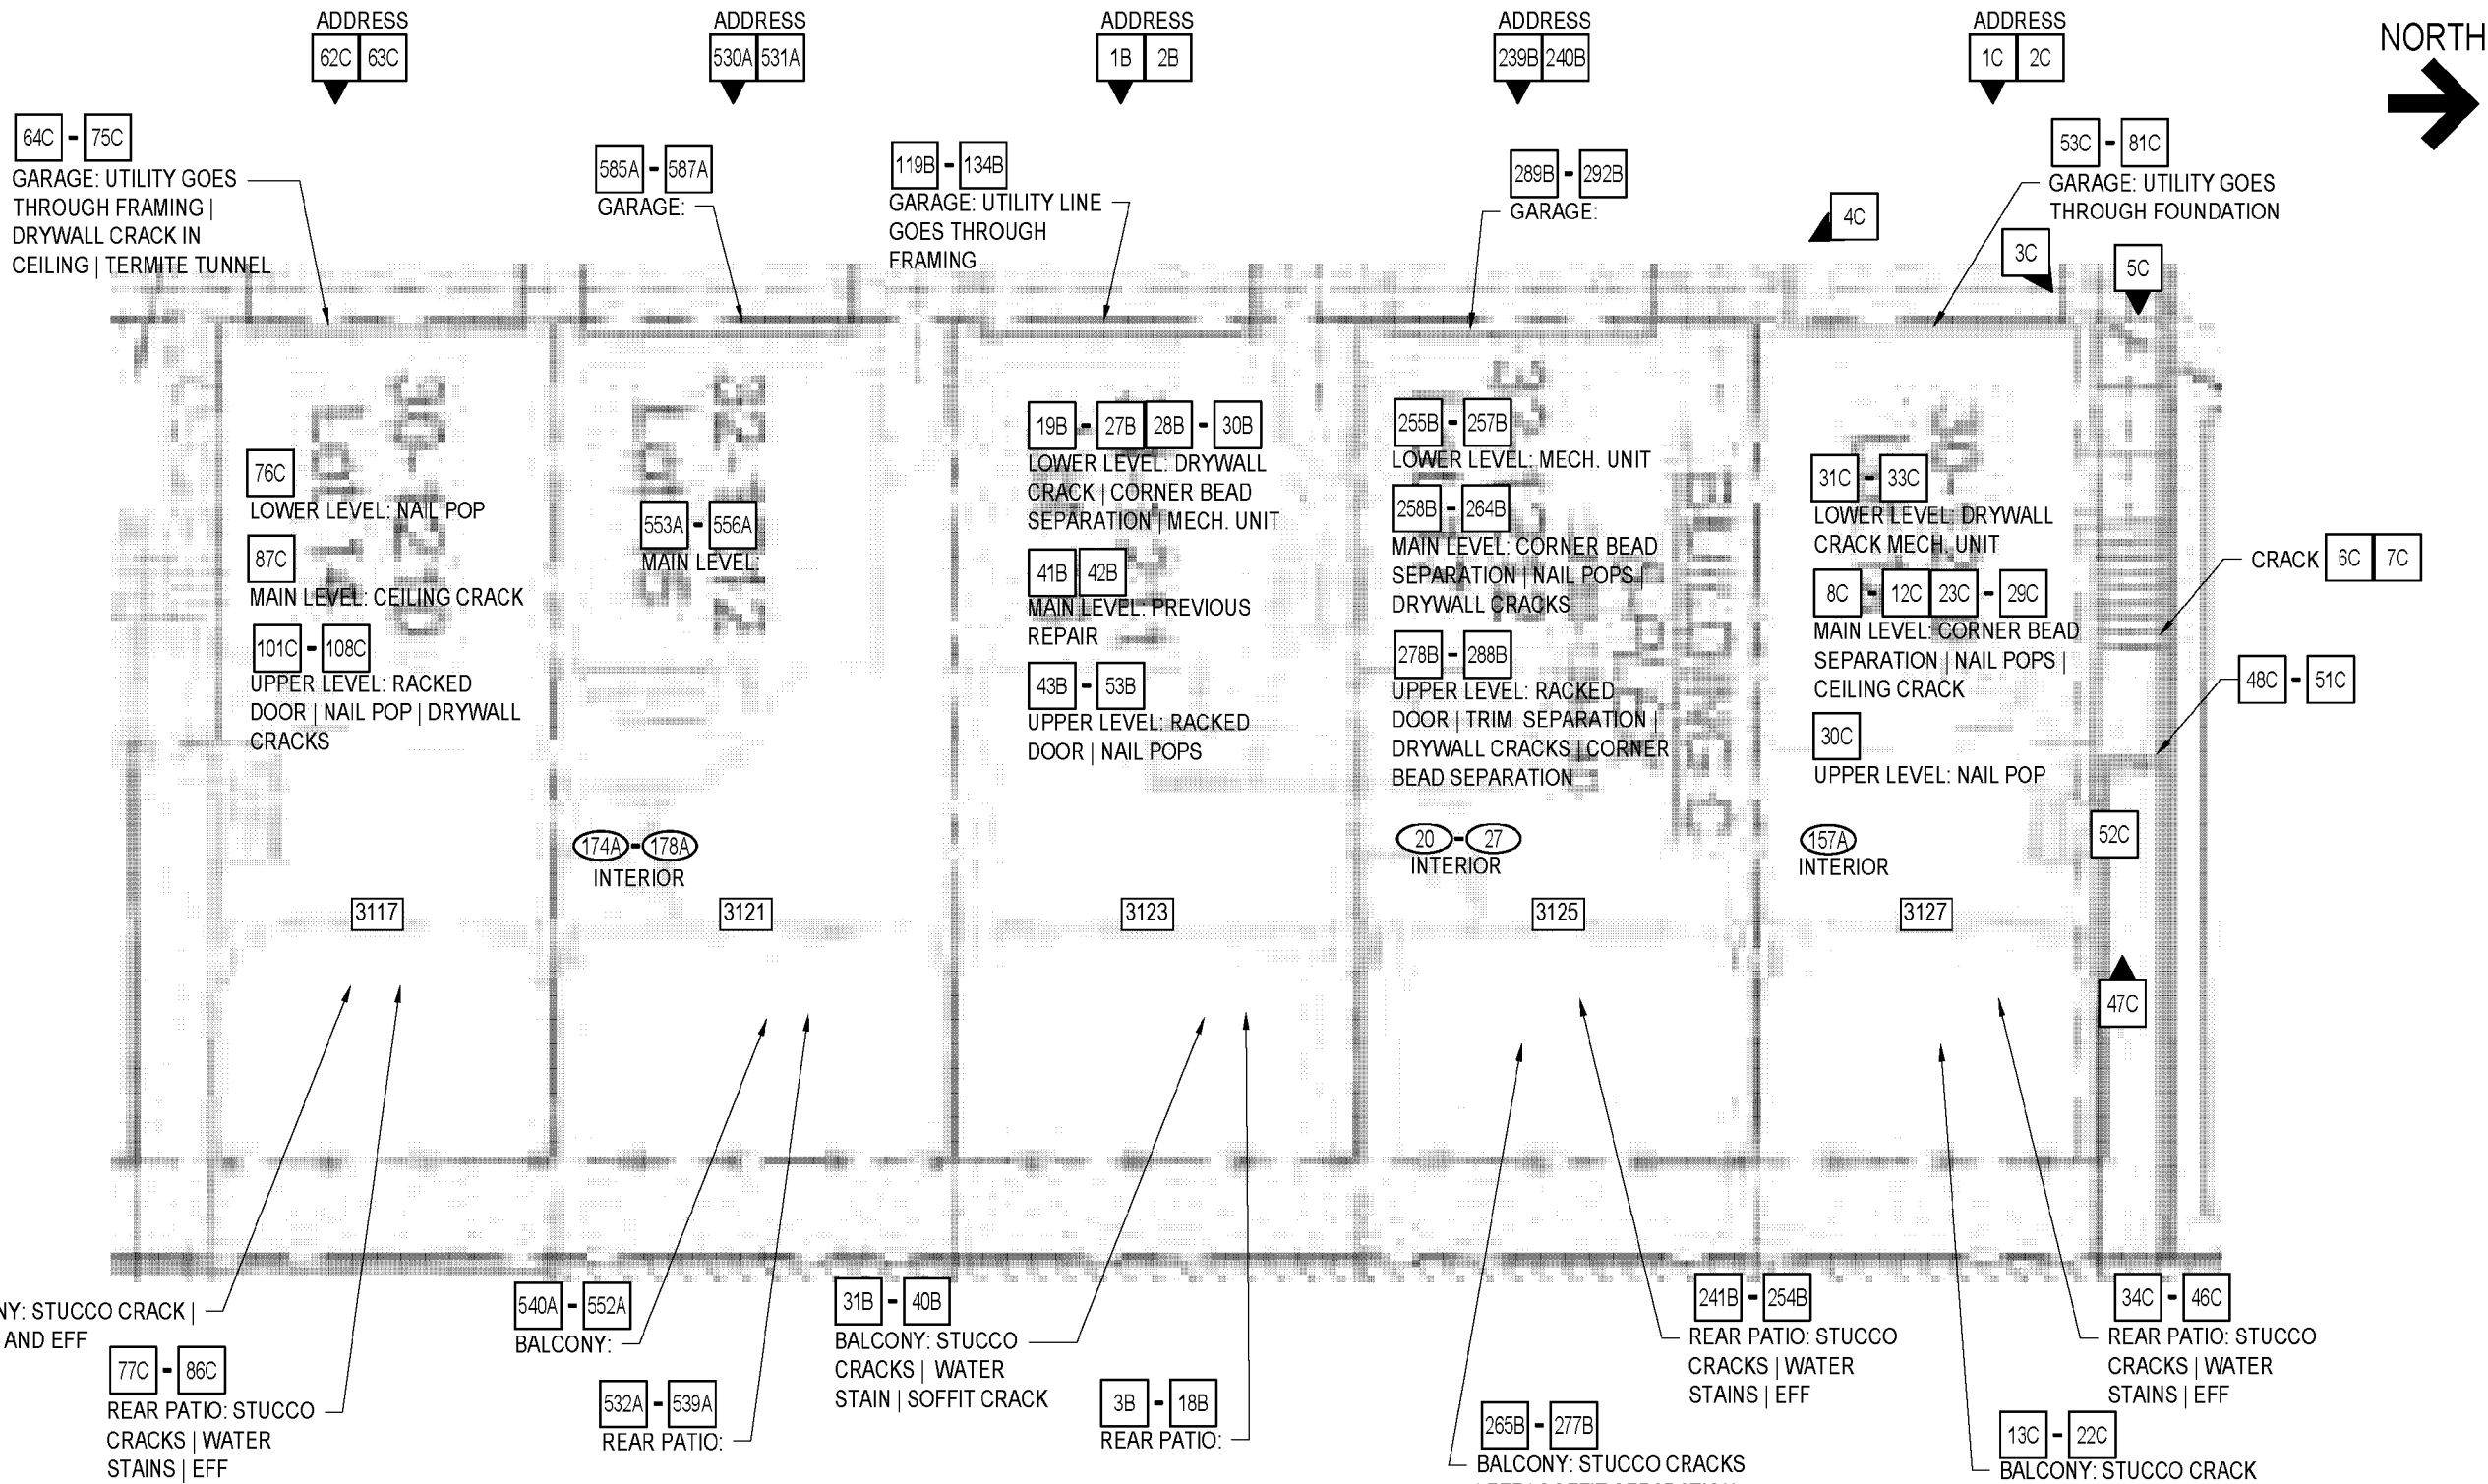 ADDRESS
62C 63C
ADDRESS
530A 531A
ADDRESS
1B 2B
ADDRESS
239B 240B
ADDRESS
1C 2C
NORTH
64C - 75C
GARAGE: UTILITY GOES
THROUGH FRAMING |
DRYWALL CRACK IN
CEILING | TERMITE TUNNEL
585A - 587A
GARAGE:
119B - 134B
GARAGE: UTILITY LINE
GOES THROUGH
FRAMING
289B - 292B
GARAGE:
4C
53C - 81C
GARAGE: UTILITY GOES
THROUGH FOUNDATION
3C
5C
76C
LOWER LEVEL: NAIL POP
87C
MAIN LEVEL: CEILING CRACK
101C - 108C
UPPER LEVEL: RACKED
DOOR | NAIL POP | DRYWALL
CRACKS
553A - 556A
MAIN LEVEL:
19B - 27B 28B - 30B
LOWER LEVEL: DRYWALL
CRACK | CORNER BEAD
SEPARATION | MECH. UNIT
41B 42B
MAIN LEVEL: PREVIOUS
REPAIR
43B - 53B
UPPER LEVEL: RACKED
DOOR | NAIL POPS
255B - 257B
LOWER LEVEL: MECH. UNIT
258B - 264B
MAIN LEVEL: CORNER BEAD
SEPARATION | NAIL POPS |
DRYWALL CRACKS
278B - 288B
UPPER LEVEL: RACKED
DOOR | TRIM SEPARATION |
DRYWALL CRACKS | CORNER
BEAD SEPARATION
31C - 33C
LOWER LEVEL: DRYWALL
CRACK MECH. UNIT
8C - 12C 23C - 29C
MAIN LEVEL: CORNER BEAD
SEPARATION | NAIL POPS |
CEILING CRACK
30C
UPPER LEVEL: NAIL POP
CRACK 6C 7C
48C - 51C
52C
47C
174A - 178A
INTERIOR
20 - 27
INTERIOR
157A
INTERIOR
3117
3121
3123
3125
3127
NY: STUCCO CRACK |
AND EFF
77C - 86C
REAR PATIO: STUCCO
CRACKS | WATER
STAINS | EFF
540A - 552A
BALCONY:
532A - 539A
REAR PATIO:
31B - 40B
BALCONY: STUCCO
CRACKS | WATER
STAIN | SOFFIT CRACK
3B - 18B
REAR PATIO:
241B - 254B
REAR PATIO: STUCCO
CRACKS | WATER
STAINS | EFF
265B - 277B
BALCONY: STUCCO CRACKS
34C - 46C
REAR PATIO: STUCCO
CRACKS | WATER
STAINS | EFF
13C - 22C
BALCONY: STUCCO CRACK